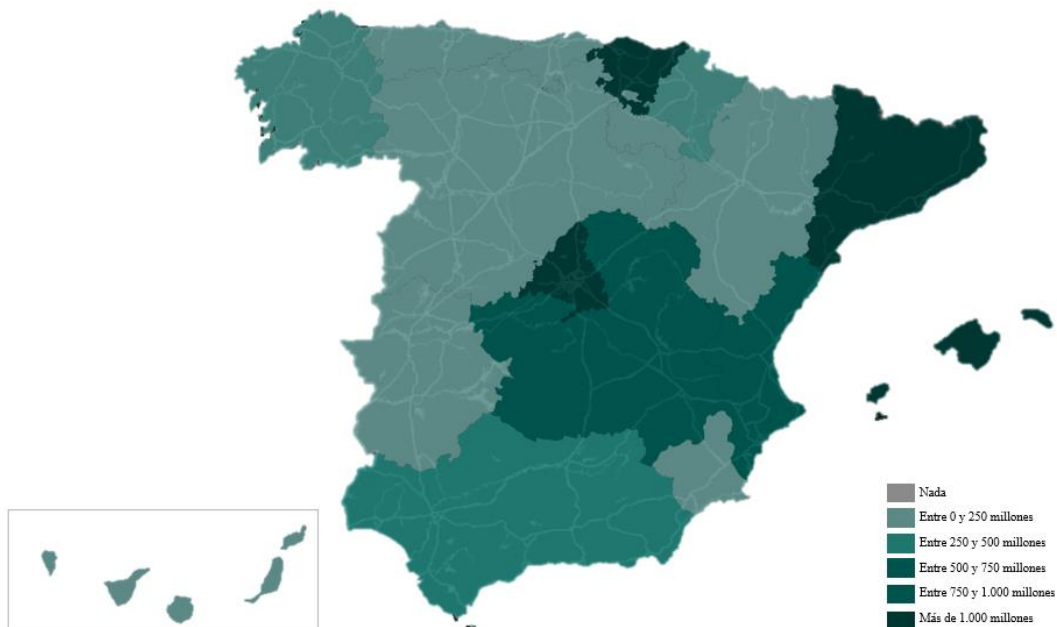 Nada
Entre 0 y 250 millones
Entre 250 y 500 millones
Entre 500 y 750 millones
Entre 750 y 1.000 millones
Más de 1.000 millones